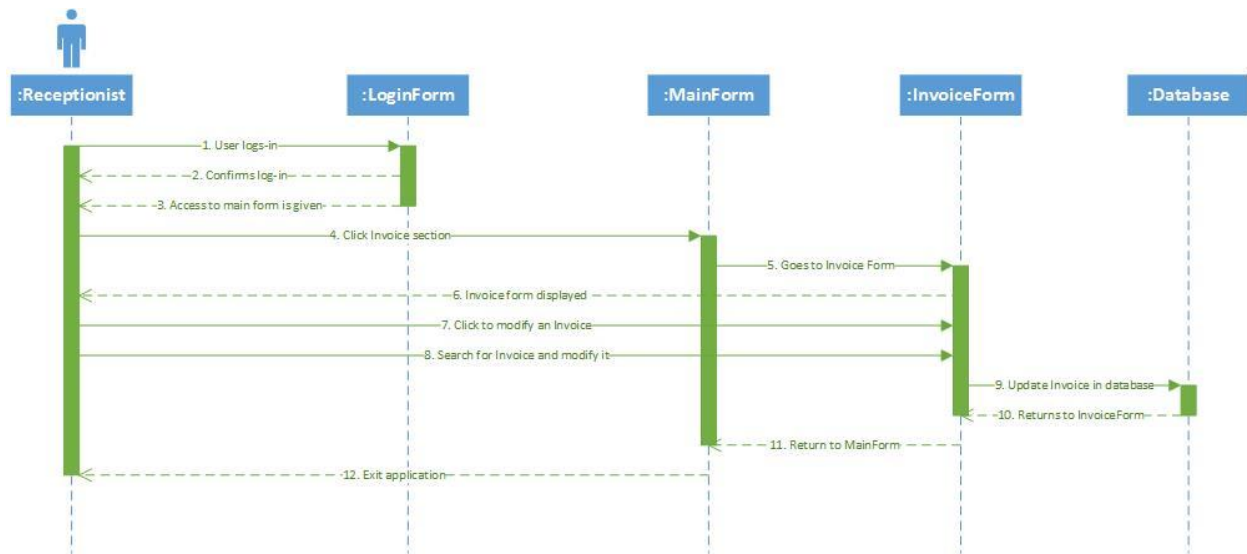 :Receptionist
:LoginForm
:MainForm
:InvoiceForm
:Database
1. User logs-in
2. Confirms log-in
3. Access to main form is given
4. Click Invoice section
5. Goes to Invoice Form
6. Invoice form displayed
7. Click to modify an Invoice
8. Search for Invoice and modify it
9. Update Invoice in database
10. Returns to InvoiceForm
11. Return to MainForm
12. Exit application